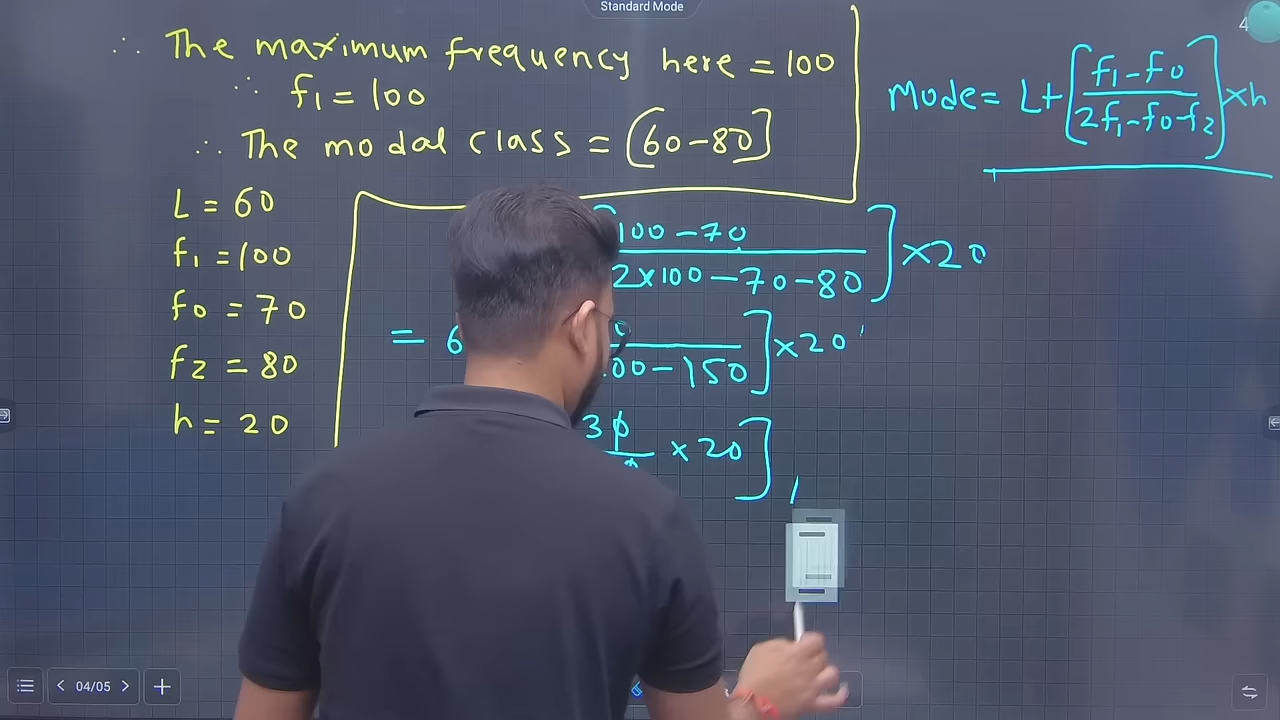 Standard Mode
4
∴ The maximum frequency here = 100
∵ f1 = 100
∴ The modal class = (60-80]
Mode = L+[(f1-f0)/(2f1-f0-f2)]×h
L = 60
f1 = 100
f0 = 70
f2 = 80
h = 20
[(100-70)/(2×100-70-80)]×20
= 6
00-150]×20
30 ×20]
04/05